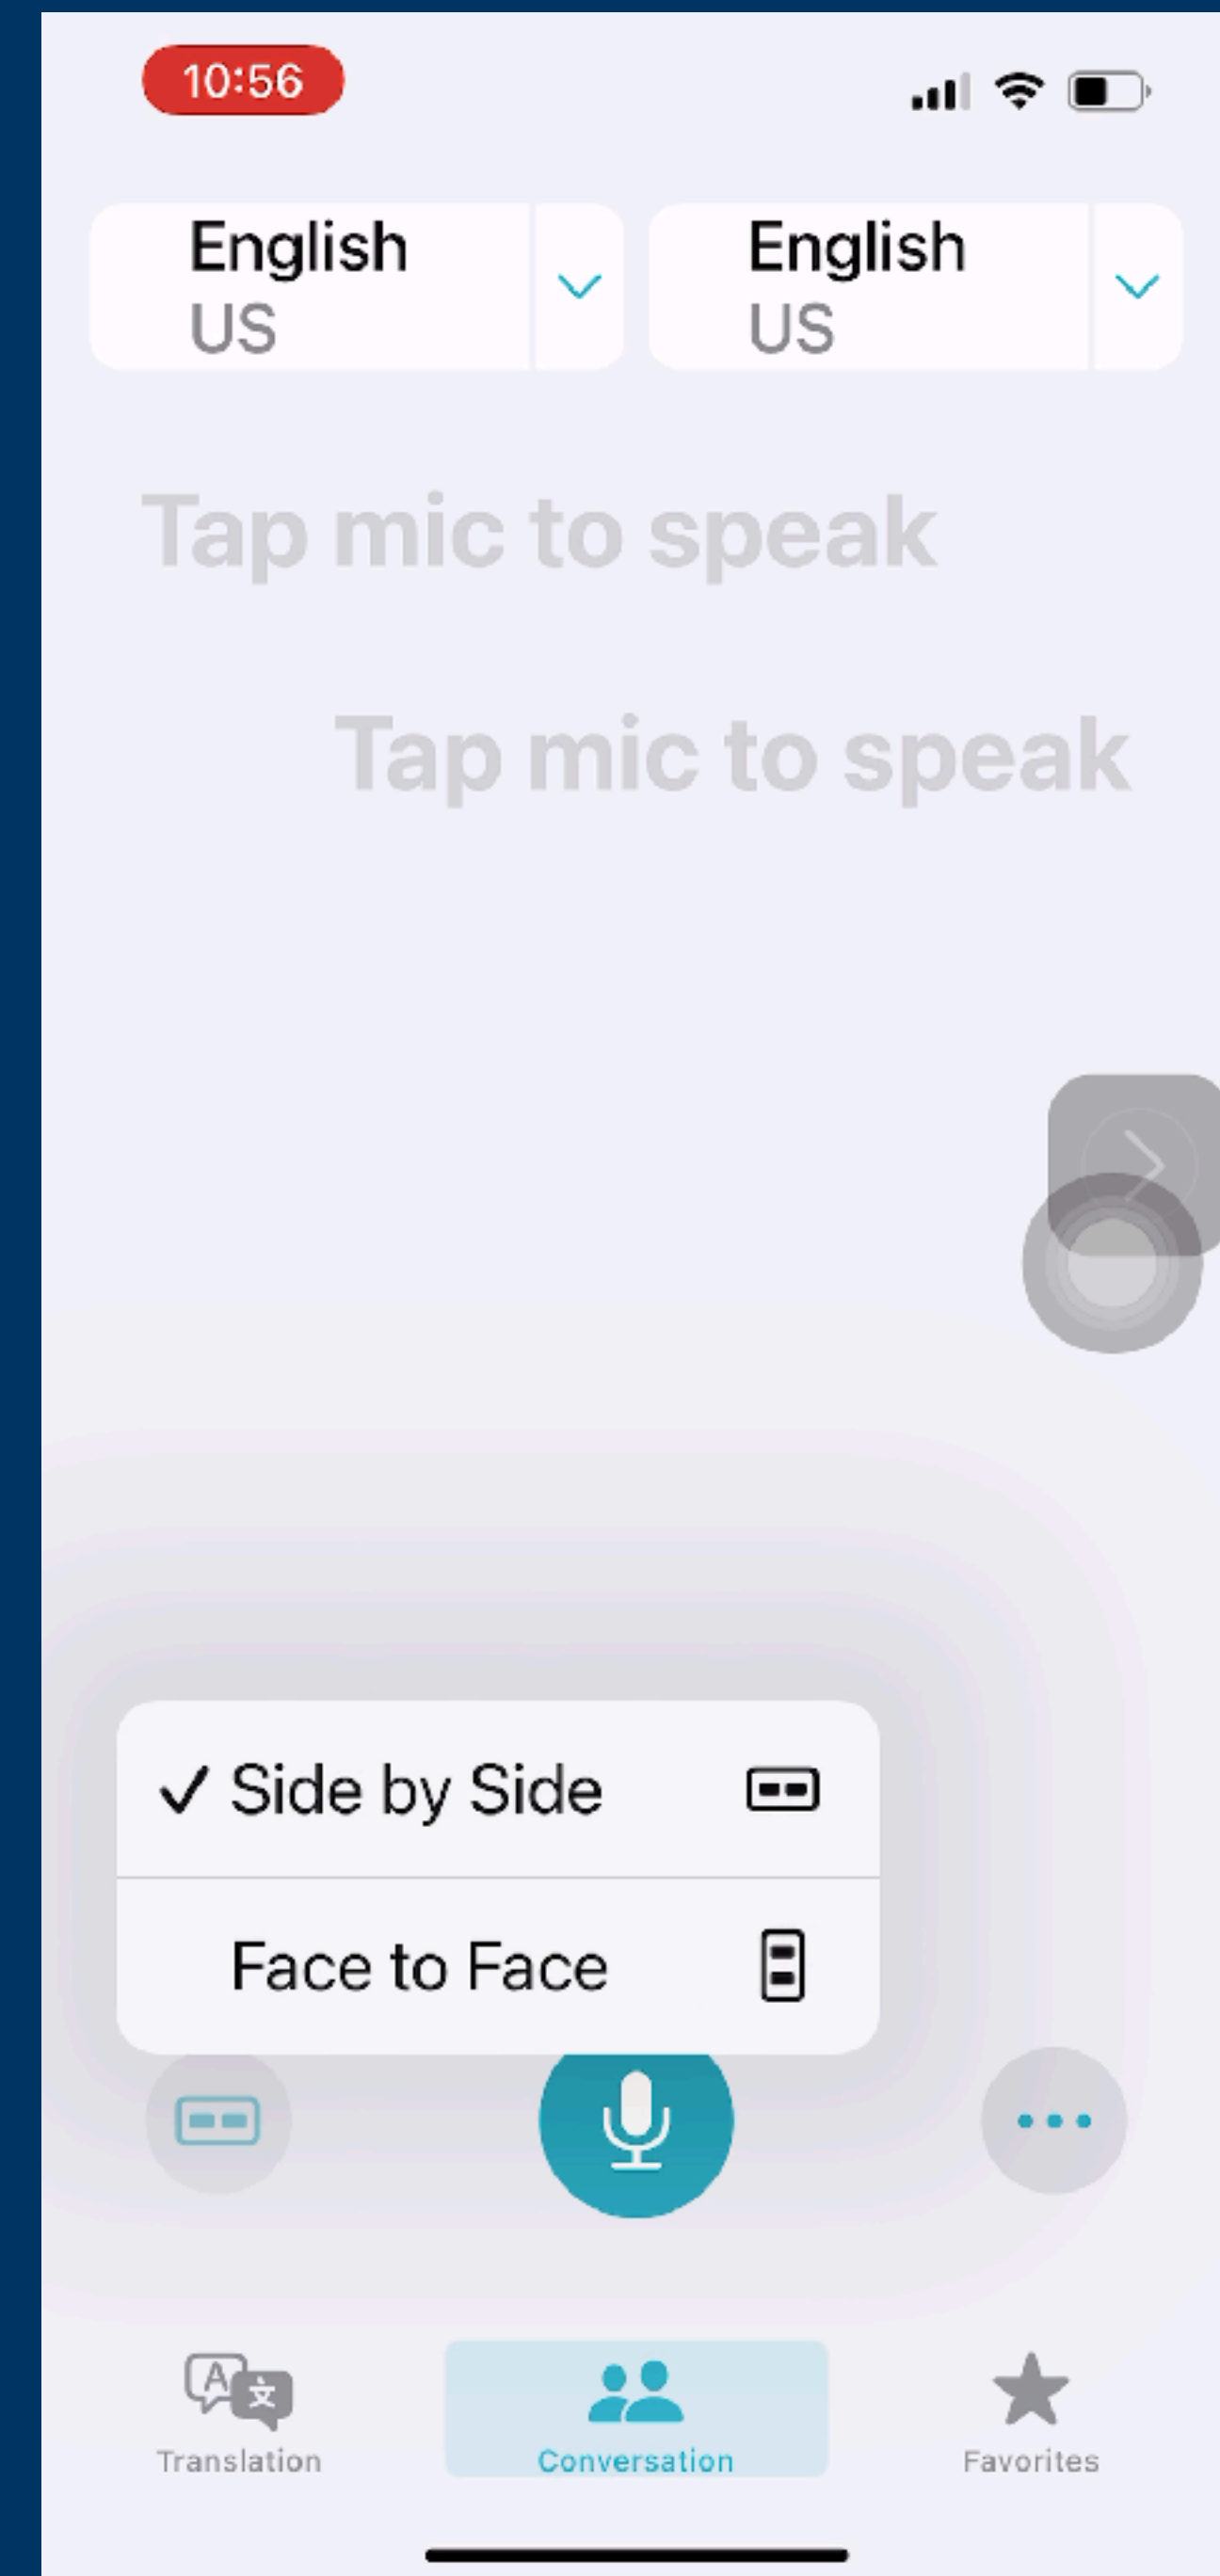 10:56
English
US
English
US
Tap mic to speak
Tap mic to speak
Side by Side
Face to Face
A 文
Translation
Conversation
Favorites